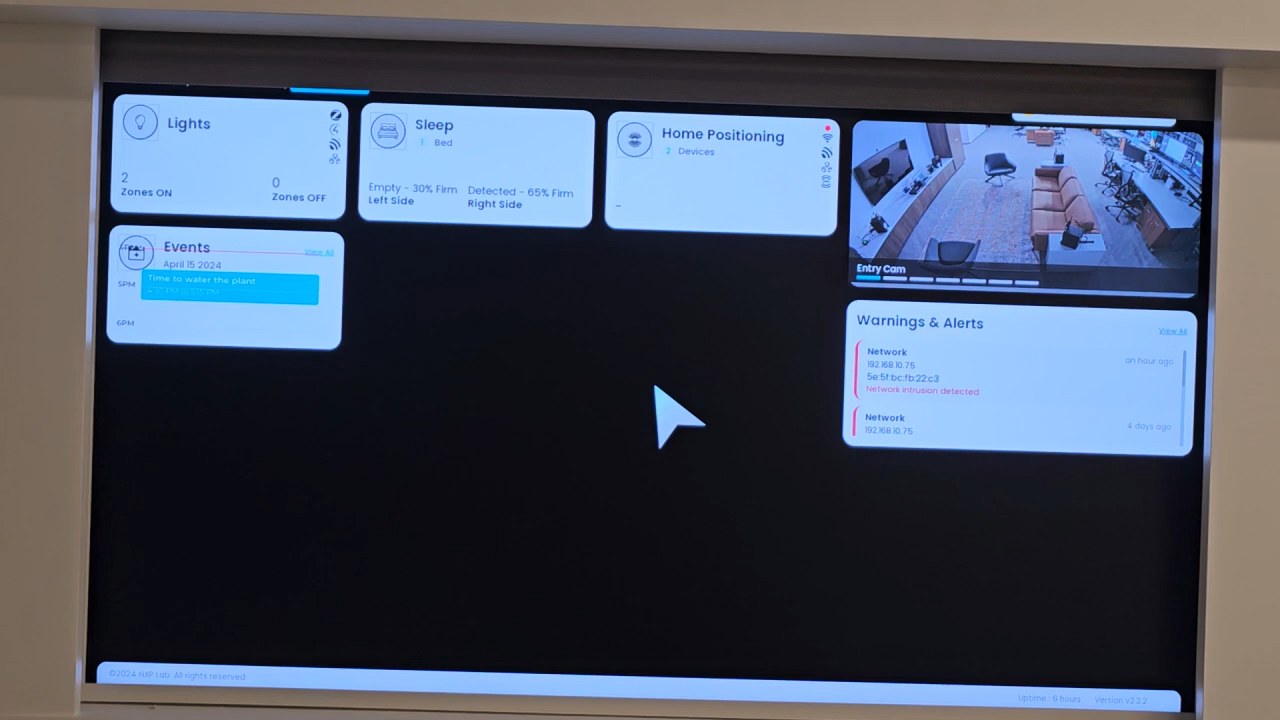 Lights
2
Zones ON
0
Zones OFF
Sleep
1 Bed
Empty - 30% Firm
Left Side
Detected - 65% Firm
Right Side
Home Positioning
2 Devices
-
Entry Cam
Events
View All
April 15 2024
5PM
Time to water the plant
6PM
Warnings & Alerts
View All
Network
an hour ago
192.168.10.75
5e:5f:bc:fb:22:c3
Network intrusion detected
Network
4 days ago
192.168.10.75
©2024 NXP Lab. All rights reserved.
Uptime : 6 hours
Version v2.2.2